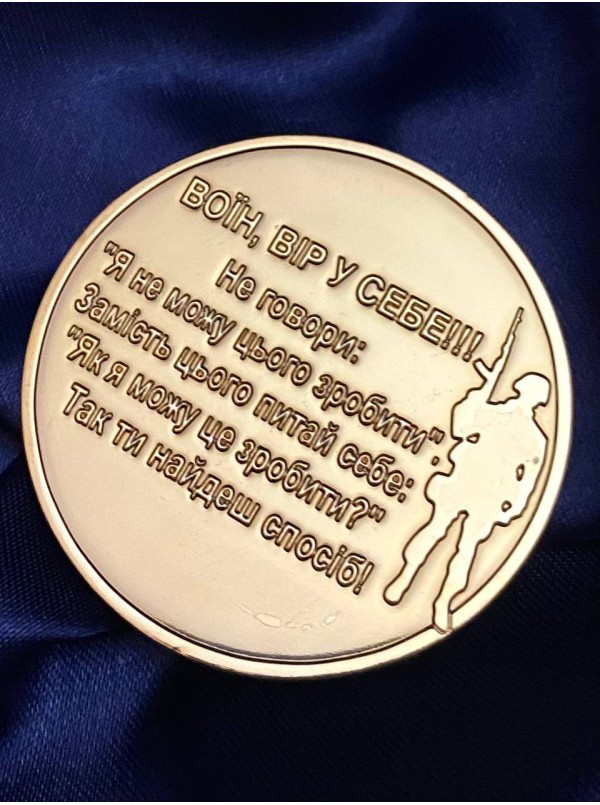 ВОЇН, ВІР У СЕБЕ!!!
Не говори:
"Я не можу цього зробити".
Замість цього питай себе:
"Як я можу це зробити?"
Так ти найдеш спосіб!